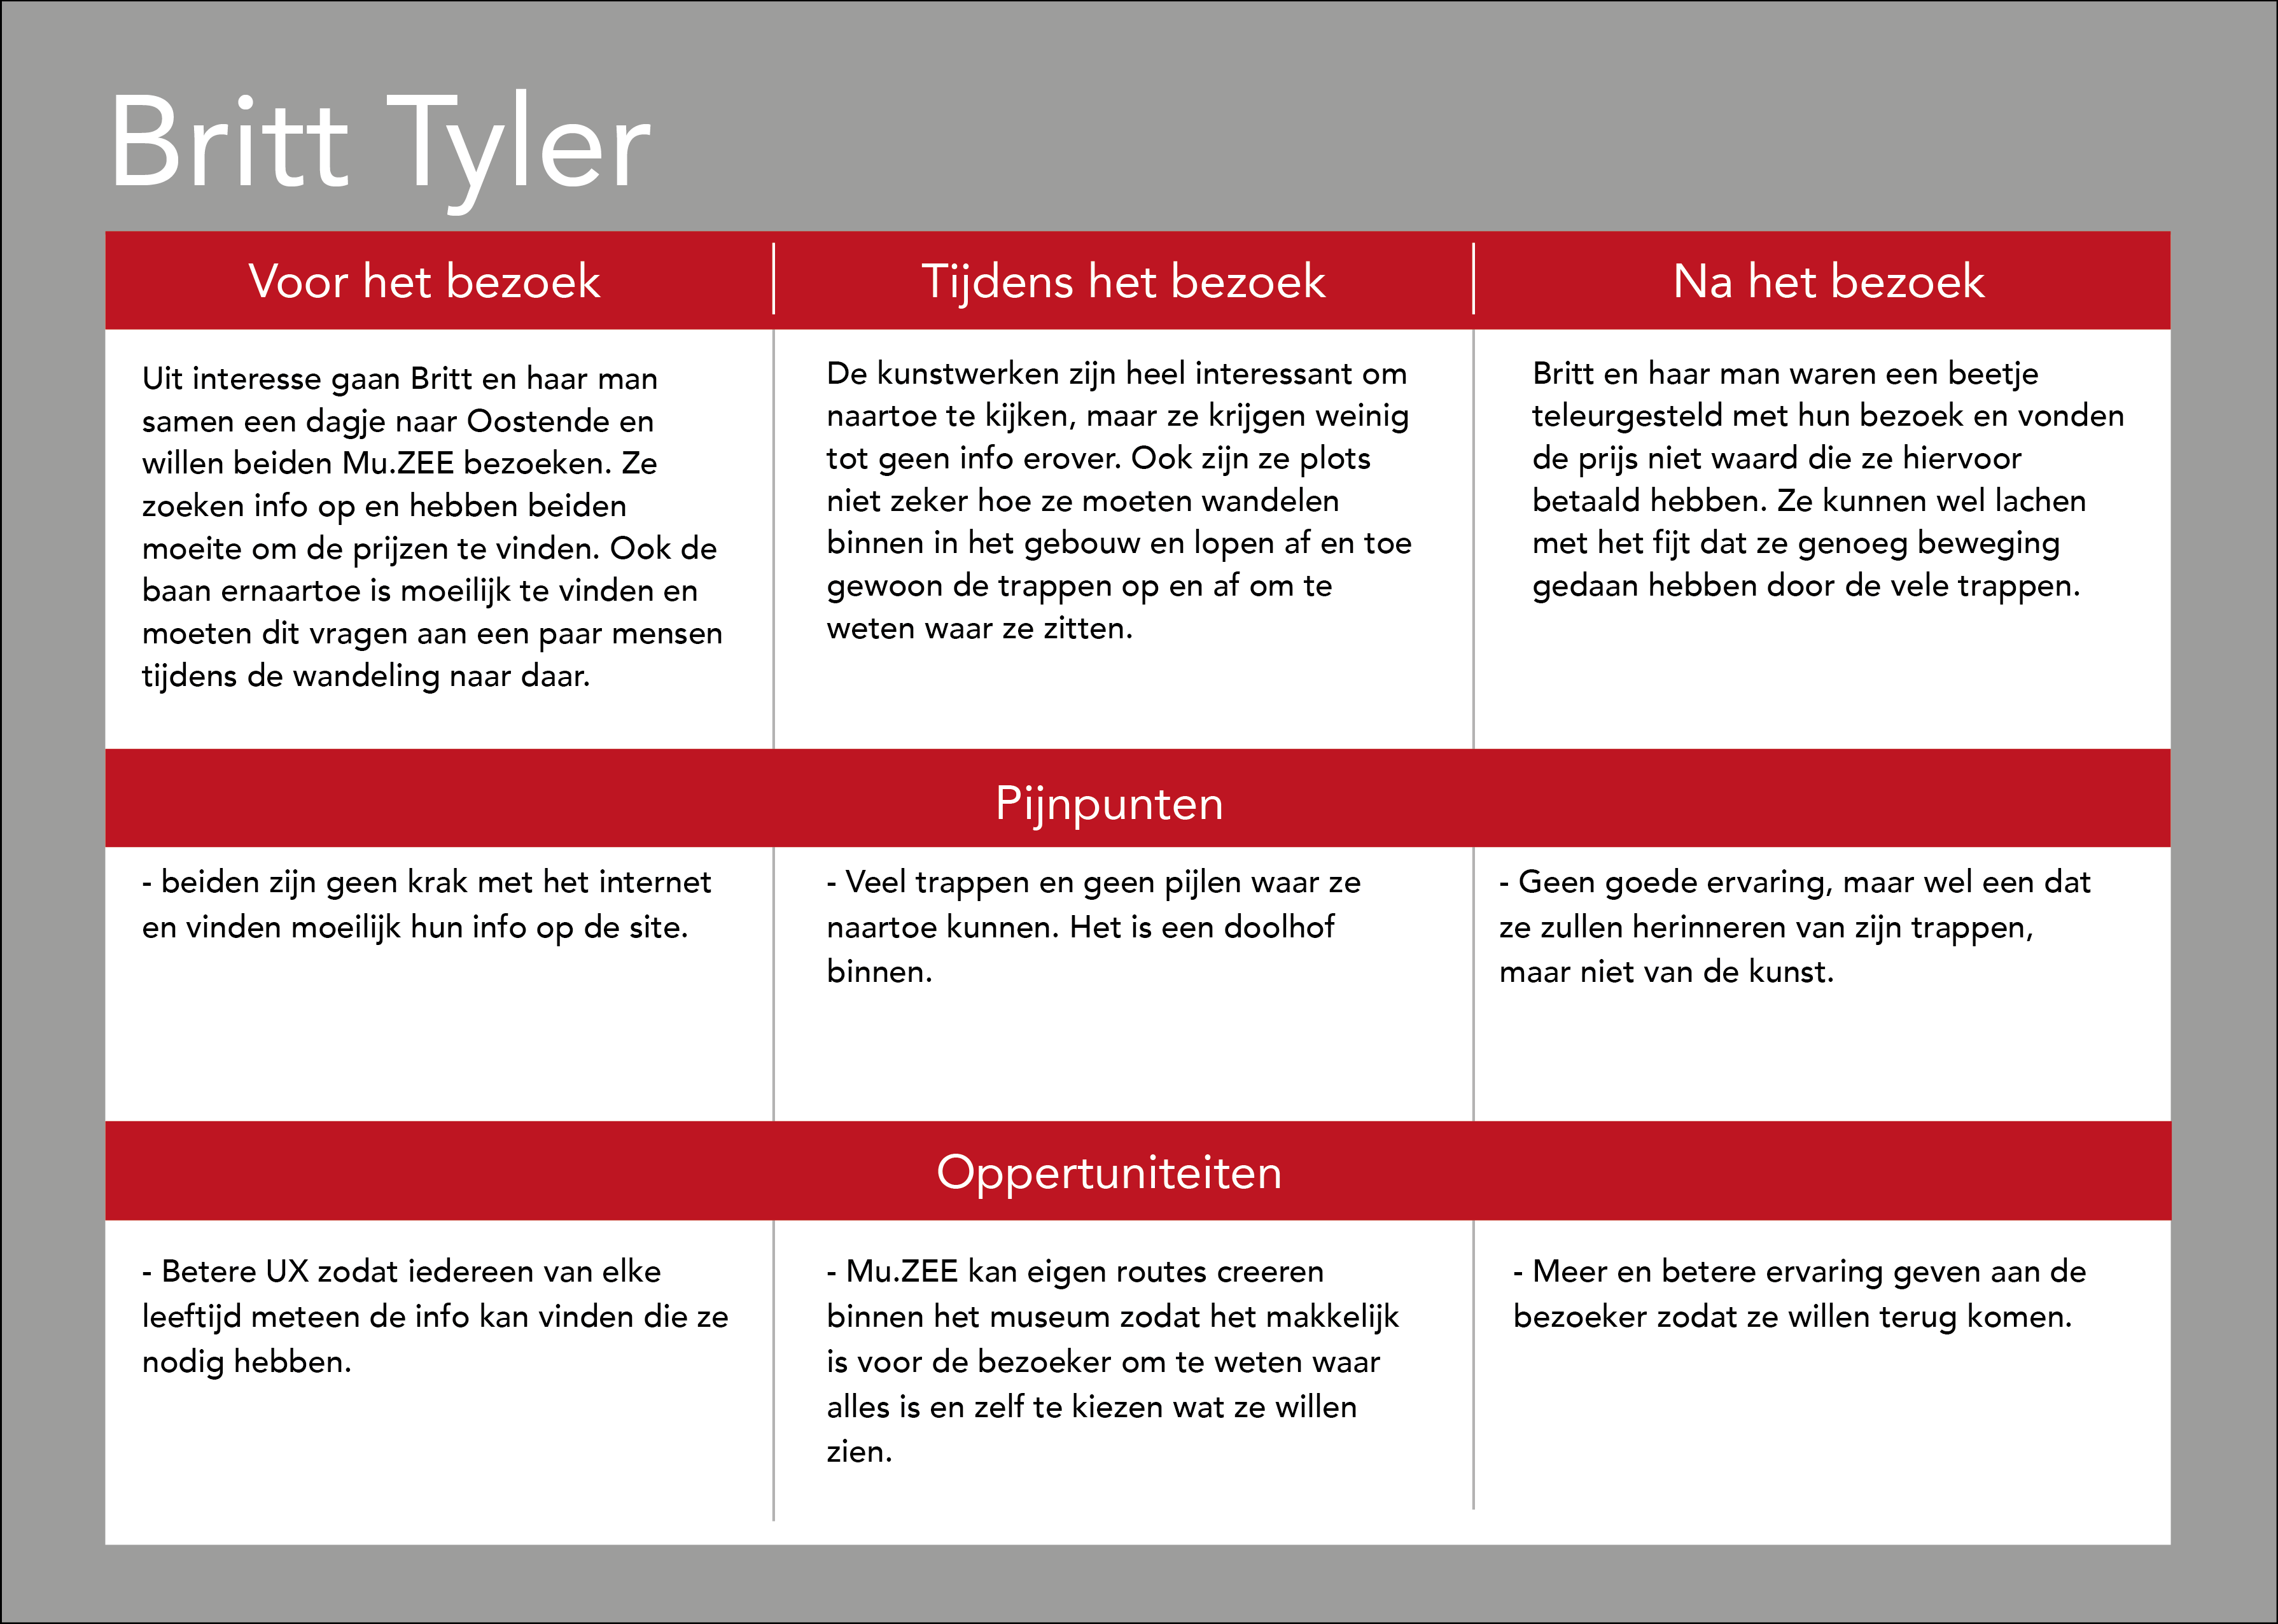 Britt Tyler
Voor het bezoek
Tijdens het bezoek
Na het bezoek
Uit interesse gaan Britt en haar man
samen een dagje naar Oostende en
willen beiden Mu.ZEE bezoeken. Ze
zoeken info op en hebben beiden
moeite om de prijzen te vinden. Ook de
baan ernaartoe is moeilijk te vinden en
moeten dit vragen aan een paar mensen
tijdens de wandeling naar daar.
De kunstwerken zijn heel interessant om
naartoe te kijken, maar ze krijgen weinig
tot geen info erover. Ook zijn ze plots
niet zeker hoe ze moeten wandelen
binnen in het gebouw en lopen af en toe
gewoon de trappen op en af om te
weten waar ze zitten.
Britt en haar man waren een beetje
teleurgesteld met hun bezoek en vonden
de prijs niet waard die ze hiervoor
betaald hebben. Ze kunnen wel lachen
met het fijt dat ze genoeg beweging
gedaan hebben door de vele trappen.
Pijnpunten
- beiden zijn geen krak met het internet
en vinden moeilijk hun info op de site.
- Veel trappen en geen pijlen waar ze
naartoe kunnen. Het is een doolhof
binnen.
- Geen goede ervaring, maar wel een dat
ze zullen herinneren van zijn trappen,
maar niet van de kunst.
Oppertuniteiten
- Betere UX zodat iedereen van elke
leeftijd meteen de info kan vinden die ze
nodig hebben.
- Mu.ZEE kan eigen routes creeren
binnen het museum zodat het makkelijk
is voor de bezoeker om te weten waar
alles is en zelf te kiezen wat ze willen
zien.
- Meer en betere ervaring geven aan de
bezoeker zodat ze willen terug komen.